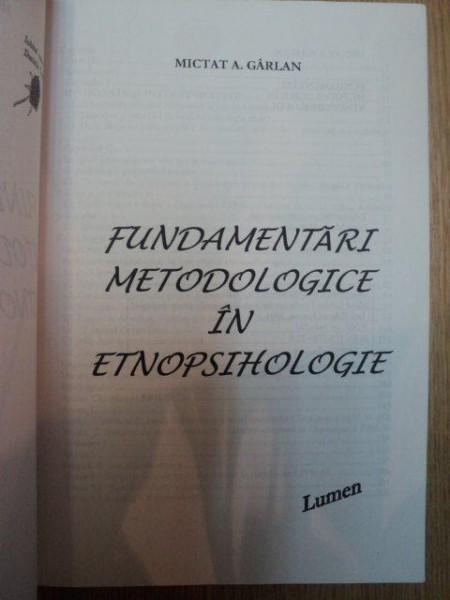 MICTAT A. GÂRLAN
FUNDAMENTĂRI
METODOLOGICE
ÎN
ETNOPSIHOLOGIE
Lumen